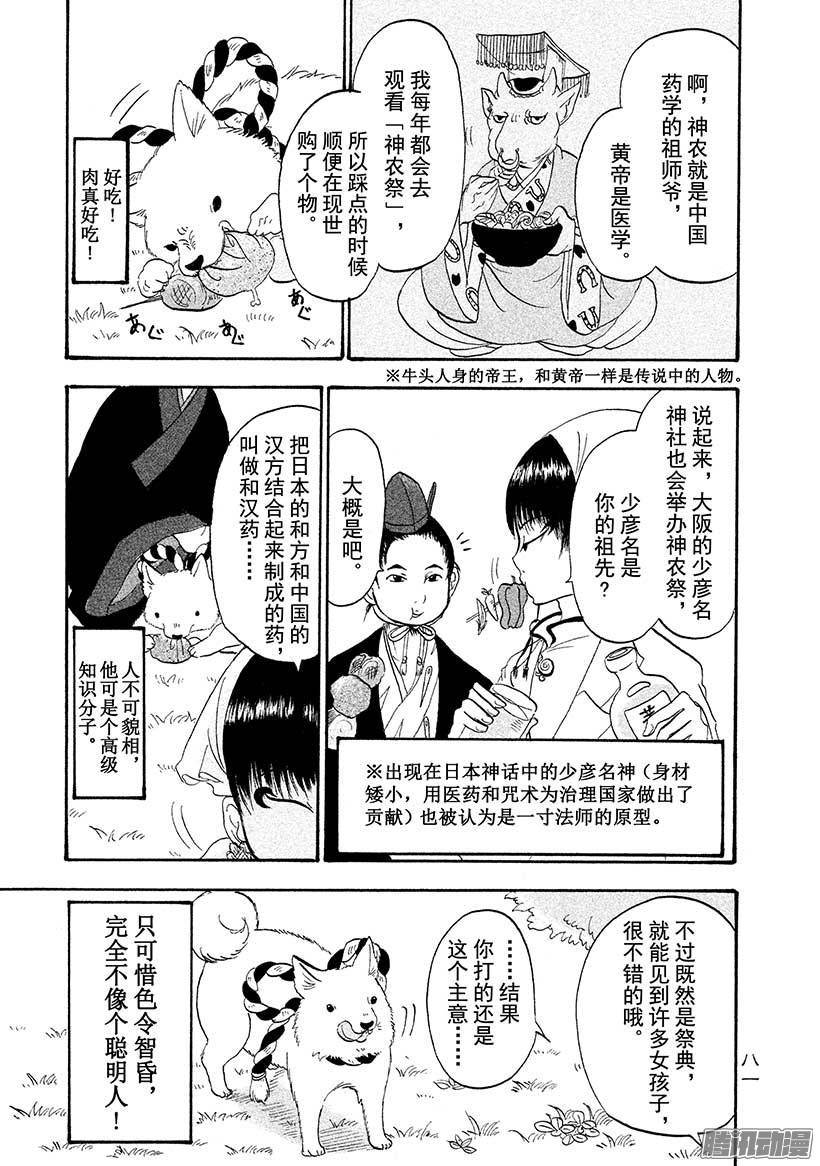 啊，神农就是中国
药学的祖师爷，
黄帝是医学。
我每年都会去
观看「神农祭」，
所以踩点的时候
顺便在现世
购了个物。
好吃！
肉真好吃！
あぐ
あぐ
※牛头人身的帝王，和黄帝一样是传说中的人物。
说起来，大阪的少彦名
神社也会举办神农祭，
少彦名是
你的祖先？
大概是吧。
※出现在日本神话中的少彦名神（身材
矮小，用医药和咒术为治理国家做出了
贡献）也被认为是一寸法师的原型。
把日本的和方和中国的
汉方结合起来制成的药，
叫做和汉药……
人不可貌相，
他可是个高级
知识分子。
不过既然是祭典，
就能见到许多女孩子，
很不错的哦。
……结果
你打的还是
这个主意……
只可惜色令智昏，
完全不像个聪明人！
八一
腾讯动漫